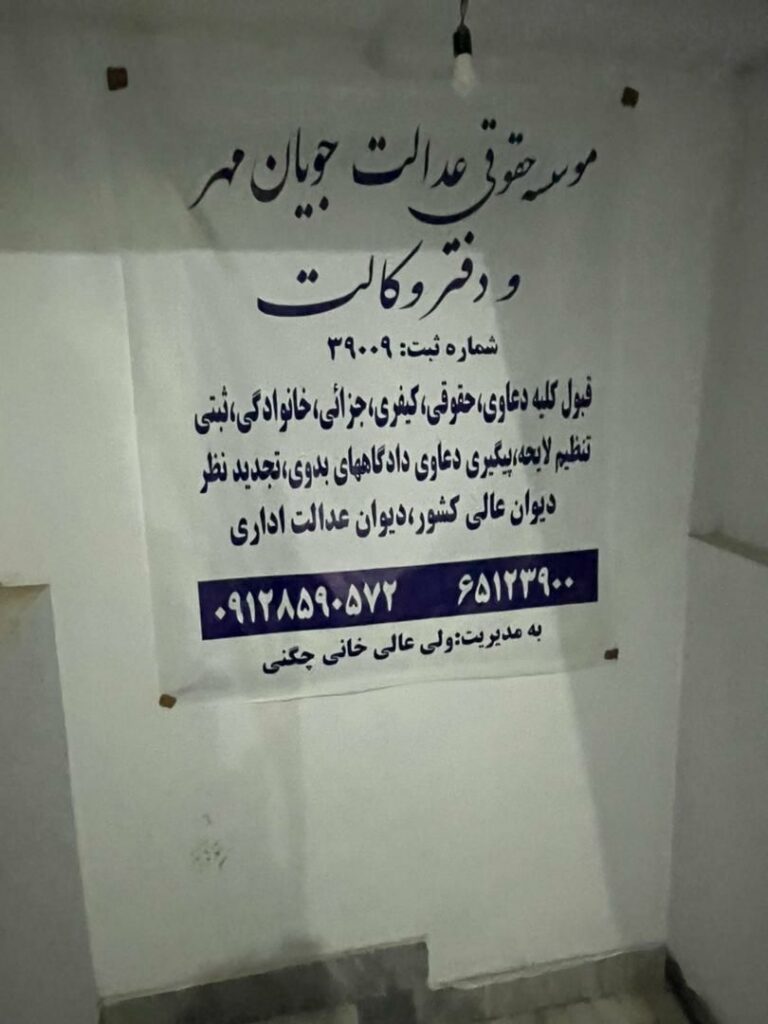 موسسه حقوقی عدالت جویان مهر
و دفتر وکالت
شماره ثبت: ۳۹۰۰۹
قبول کلیه دعاوی،حقوقی،کیفری،جزائی،خانوادگی،ثبتی
تنظیم لایحه،پیگیری دعاوی دادگاههای بدوی،تجدید نظر
دیوان عالی کشور،دیوان عدالت اداری
۶۵۱۲۳۹۰۰ ۰۹۱۲۸۵۹۰۵۷۲
به مدیریت:ولی عالی خانی چگنی